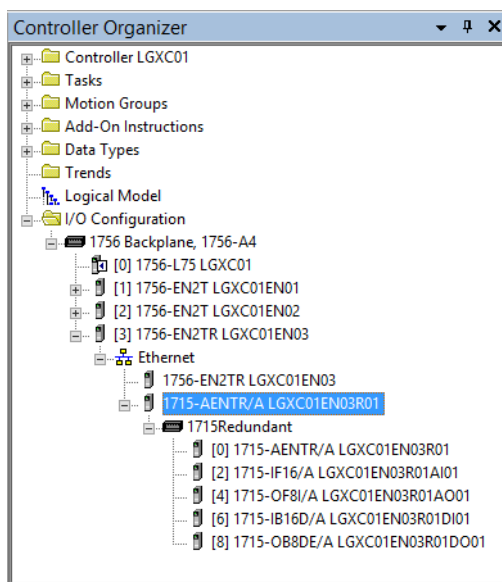 Controller Organizer
Controller LGXC01
Tasks
Motion Groups
Add-On Instructions
Data Types
Trends
Logical Model
I/O Configuration
1756 Backplane, 1756-A4
[0] 1756-L75 LGXC01
[1] 1756-EN2T LGXC01EN01
[2] 1756-EN2T LGXC01EN02
[3] 1756-EN2TR LGXC01EN03
Ethernet
1756-EN2TR LGXC01EN03
1715-AENTR/A LGXC01EN03R01
1715Redundant
[0] 1715-AENTR/A LGXC01EN03R01
[2] 1715-IF16/A LGXC01EN03R01AI01
[4] 1715-OF8I/A LGXC01EN03R01AO01
[6] 1715-IB16D/A LGXC01EN03R01DI01
[8] 1715-OB8DE/A LGXC01EN03R01DO01